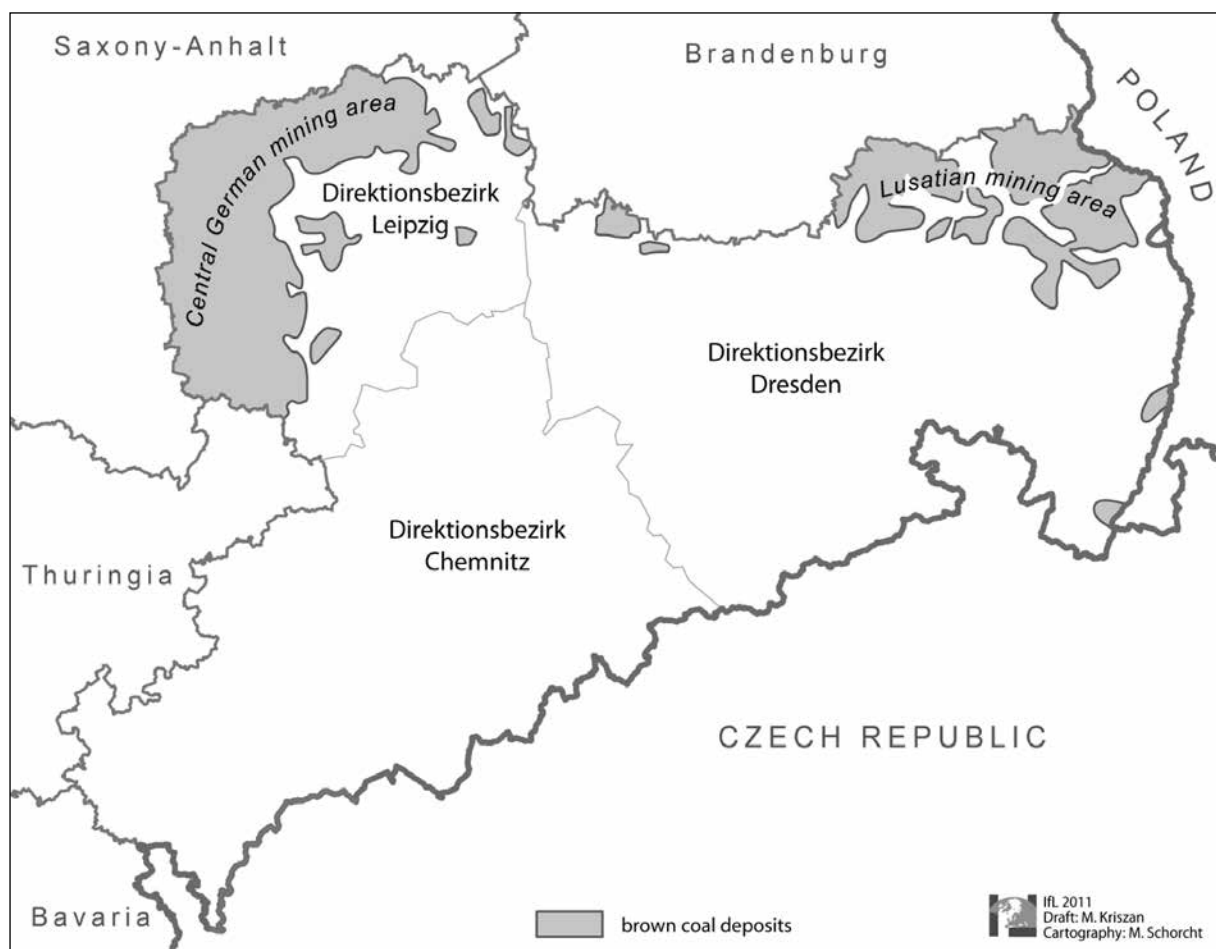 Saxony-Anhalt
Brandenburg
POLAND
Central German mining area
Lusatian mining area
Direktionsbezirk
Leipzig
Direktionsbezirk
Dresden
Direktionsbezirk
Chemnitz
Thuringia
CZECH REPUBLIC
Bavaria
brown coal deposits
IfL 2011
Draft: M. Kriszan
Cartography: M. Schorcht